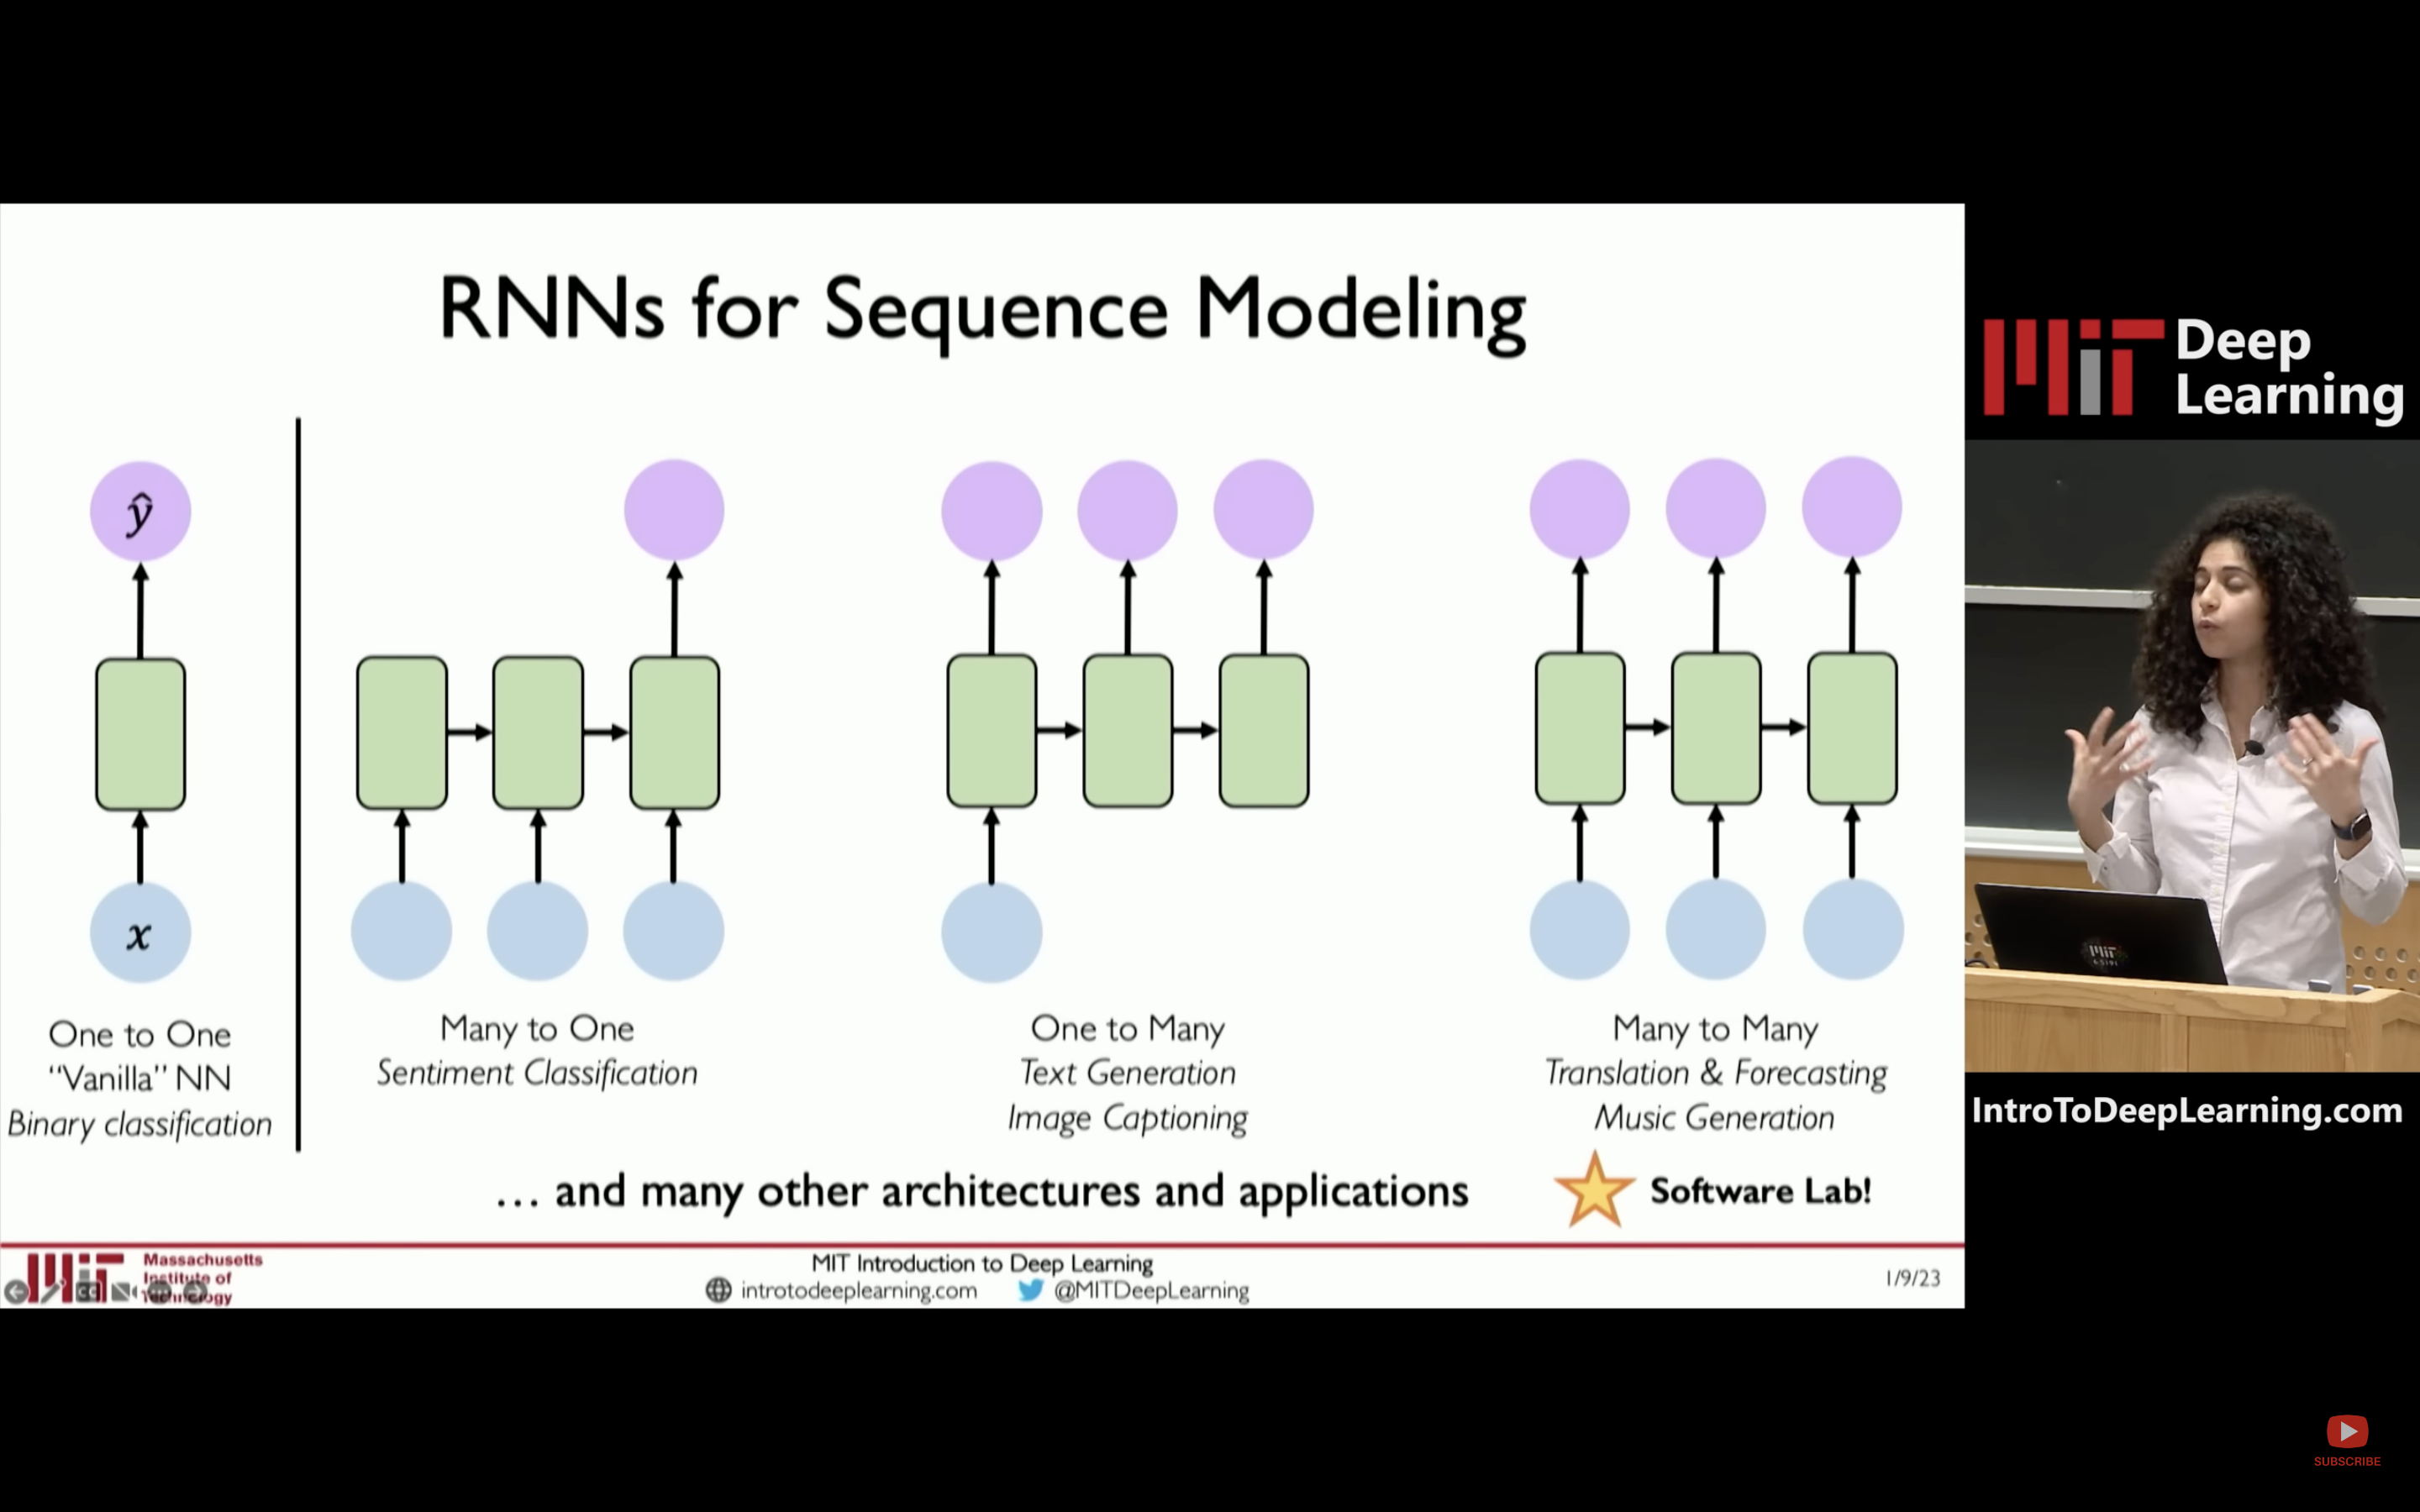 RNNs for Sequence Modeling
ŷ
x
One to One
"Vanilla" NN
Binary classification
Many to One
Sentiment Classification
One to Many
Text Generation
Image Captioning
Many to Many
Translation & Forecasting
Music Generation
... and many other architectures and applications
Software Lab!
MIT
Massachusetts
Institute of
Technology
MIT Introduction to Deep Learning
introtodeeplearning.com
@MITDeepLearning
1/9/23
MIT
Deep
Learning
IntroToDeepLearning.com
SUBSCRIBE